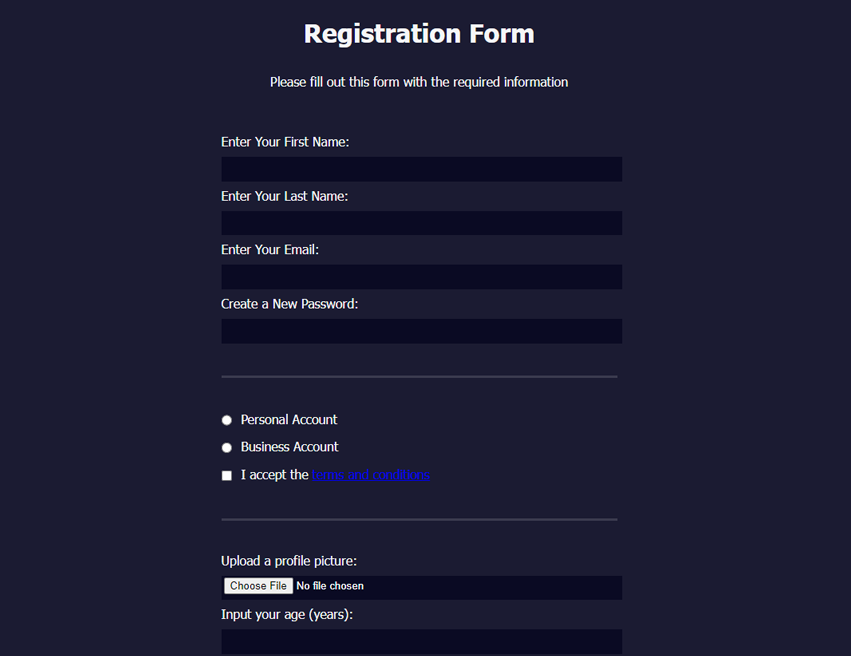 Registration Form
Please fill out this form with the required information
Enter Your First Name:
Enter Your Last Name:
Enter Your Email:
Create a New Password:
Personal Account
Business Account
I accept the terms and conditions
Upload a profile picture:
Choose File No file chosen
Input your age (years):